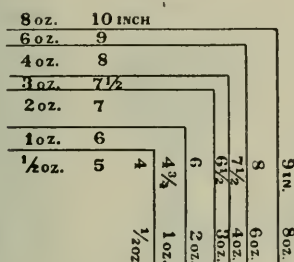 8 oz. 10 INCH
6 oz. 9
4 oz. 8
3 oz. 7½
2 oz. 7
1 oz. 6
½ oz. 5
4 4¾ 6 6½ 7½ 8 9 IN.
½ oz. 1 oz. 2 oz. 3 oz. 4 oz. 6 oz. 8 oz.